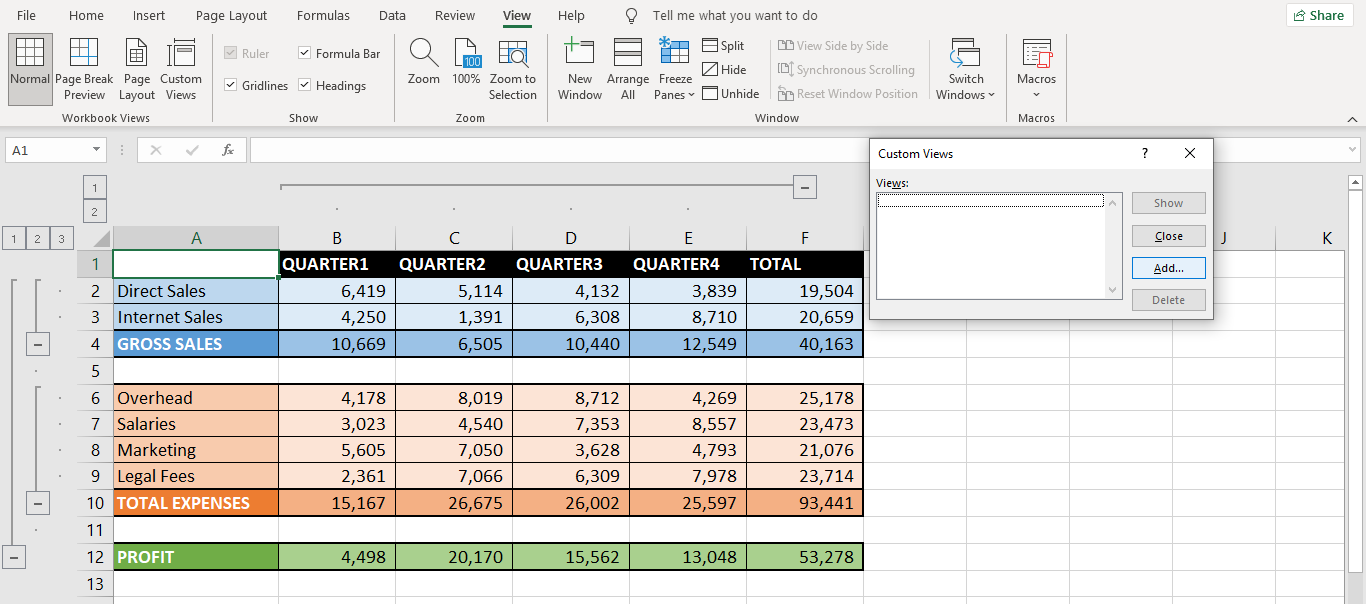 File Home Insert Page Layout Formulas Data Review View Help Tell me what you want to do Share
Normal Page Break Preview Page Layout Custom Views
Workbook Views
Ruler Formula Bar
Gridlines Headings
Show
Zoom 100% Zoom to Selection
100
Zoom
New Window Arrange All Freeze Panes
Split
Hide
Unhide
View Side by Side
Synchronous Scrolling
Reset Window Position
Switch Windows
Window
Macros
Macros
A1 fx
Custom Views ?
Views:
Show
Close
Add...
Delete
1
2
1 2 3
A B C D E F J K
1 QUARTER1 QUARTER2 QUARTER3 QUARTER4 TOTAL
2 Direct Sales 6,419 5,114 4,132 3,839 19,504
3 Internet Sales 4,250 1,391 6,308 8,710 20,659
4 GROSS SALES 10,669 6,505 10,440 12,549 40,163
5
6 Overhead 4,178 8,019 8,712 4,269 25,178
7 Salaries 3,023 4,540 7,353 8,557 23,473
8 Marketing 5,605 7,050 3,628 4,793 21,076
9 Legal Fees 2,361 7,066 6,309 7,978 23,714
10 TOTAL EXPENSES 15,167 26,675 26,002 25,597 93,441
11
12 PROFIT 4,498 20,170 15,562 13,048 53,278
13